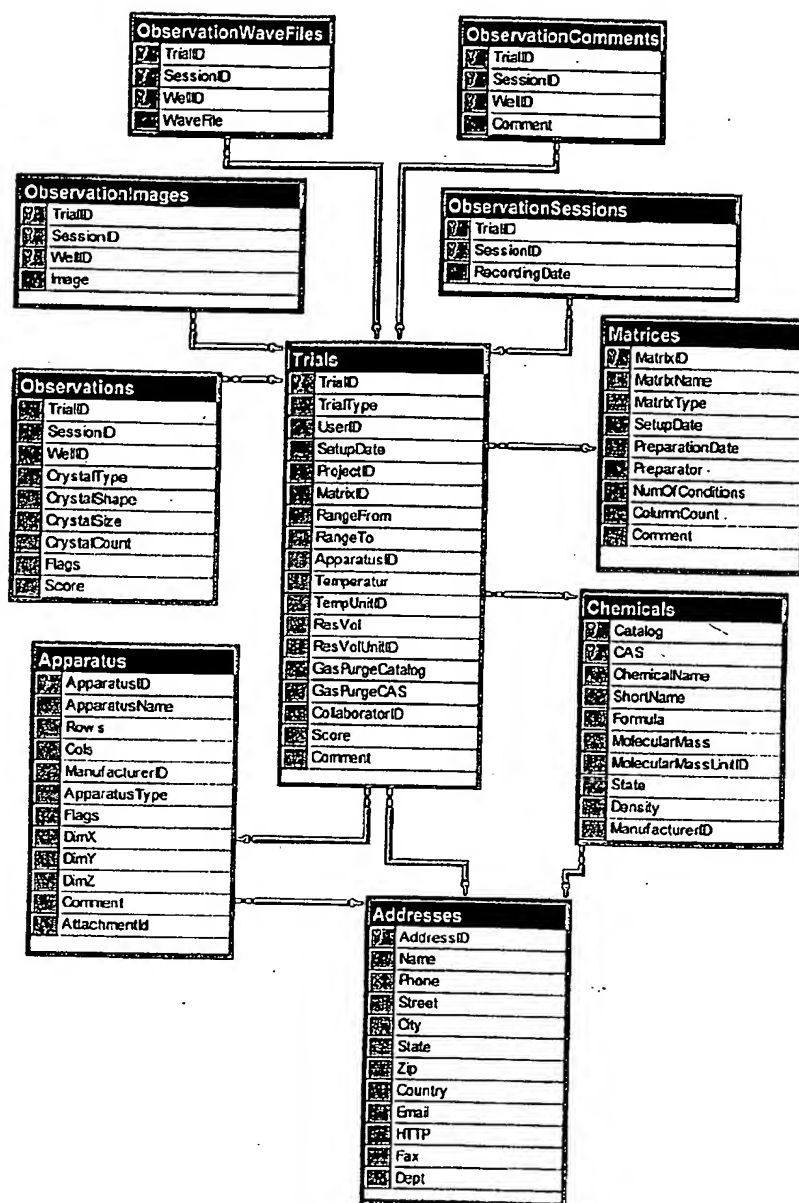 ObservationWaveFiles
TrialID
SessionID
WellID
WaveFile
ObservationComments
TrialID
SessionID
WellID
Comment
ObservationImages
TrialID
SessionID
WellID
Image
ObservationSessions
TrialID
SessionID
RecordingDate
Observations
TrialID
SessionID
WellID
CrystalType
CrystalShape
CrystalSize
CrystalCount
Flags
Score
Trials
TrialID
TrialType
UserID
SetupDate
ProjectID
MatrixID
RangeFrom
RangeTo
ApparatusID
Temperatur
TempUnitID
ResVol
ResVolUnitID
GasPurgeCatalog
GasPurgeCAS
CollaboratorID
Score
Comment
Matrices
MatrixID
MatrixName
MatrixType
SetupDate
PreparationDate
Preparator
NumOfConditions
ColumnCount
Comment
Chemicals
Catalog
CAS
ChemicalName
ShortName
Formula
MolecularMass
MolecularMassUnitID
State
Density
ManufacturerID
Apparatus
ApparatusID
ApparatusName
Rows
Cols
ManufacturerID
ApparatusType
Flags
DimX
DimY
DimZ
Comment
AttachmentId
Addresses
AddressID
Name
Phone
Street
City
State
Zip
Country
Email
HTTP
Fax
Dept